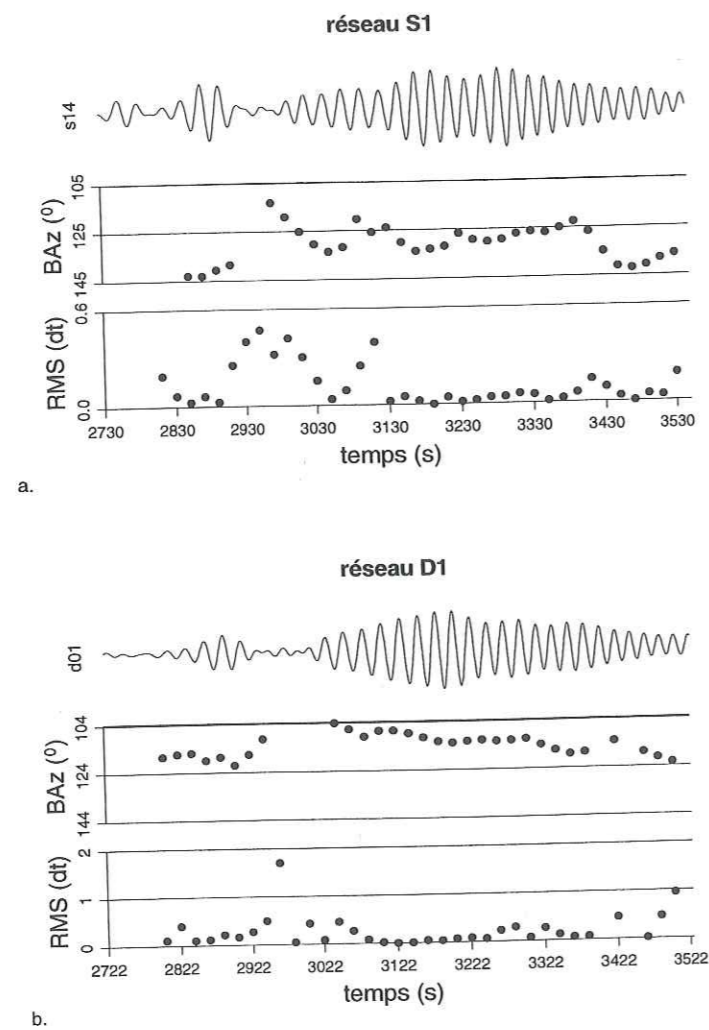 réseau S1
s14
BAz (⁰)
105
125
145
RMS (dt)
0.6
0.0
2730 2830 2930 3030 3130 3230 3330 3430 3530
temps (s)
a.
réseau D1
d01
BAz (⁰)
104
124
144
RMS (dt)
2
1
0
2722 2822 2922 3022 3122 3222 3322 3422 3522
temps (s)
b.